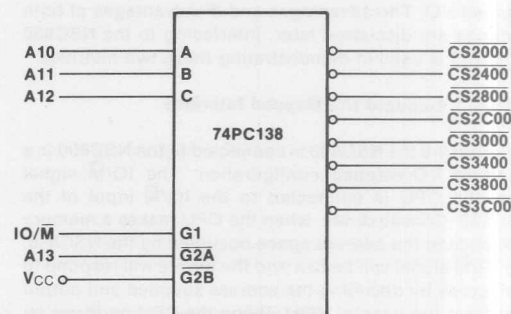 A10 A CS2000
A11 B CS2400
A12 C CS2800
CS2C00
74PC138
CS3000
CS3400
CS3800
CS3C00
IO/M G1
A13 G2A
VCC G2B